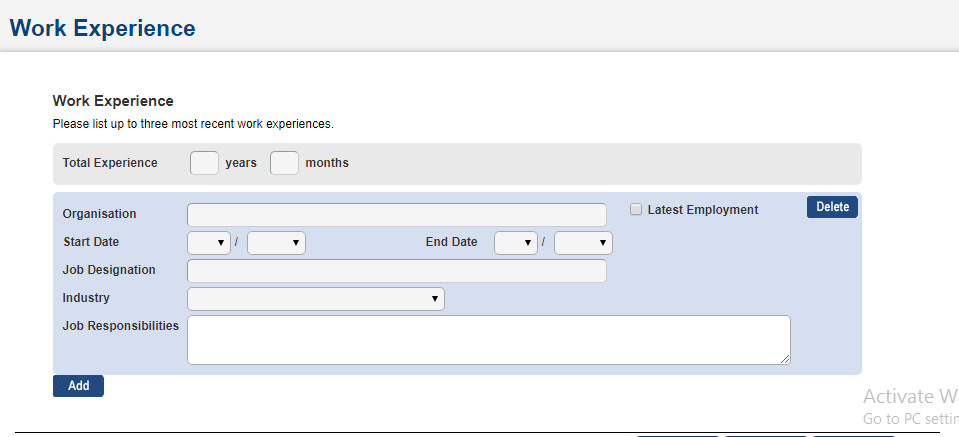 Work Experience
Work Experience
Please list up to three most recent work experiences.
Total Experience years months
Organisation Latest Employment Delete
Start Date / End Date /
Job Designation
Industry
Job Responsibilities
Add
Activate W
Go to PC settin